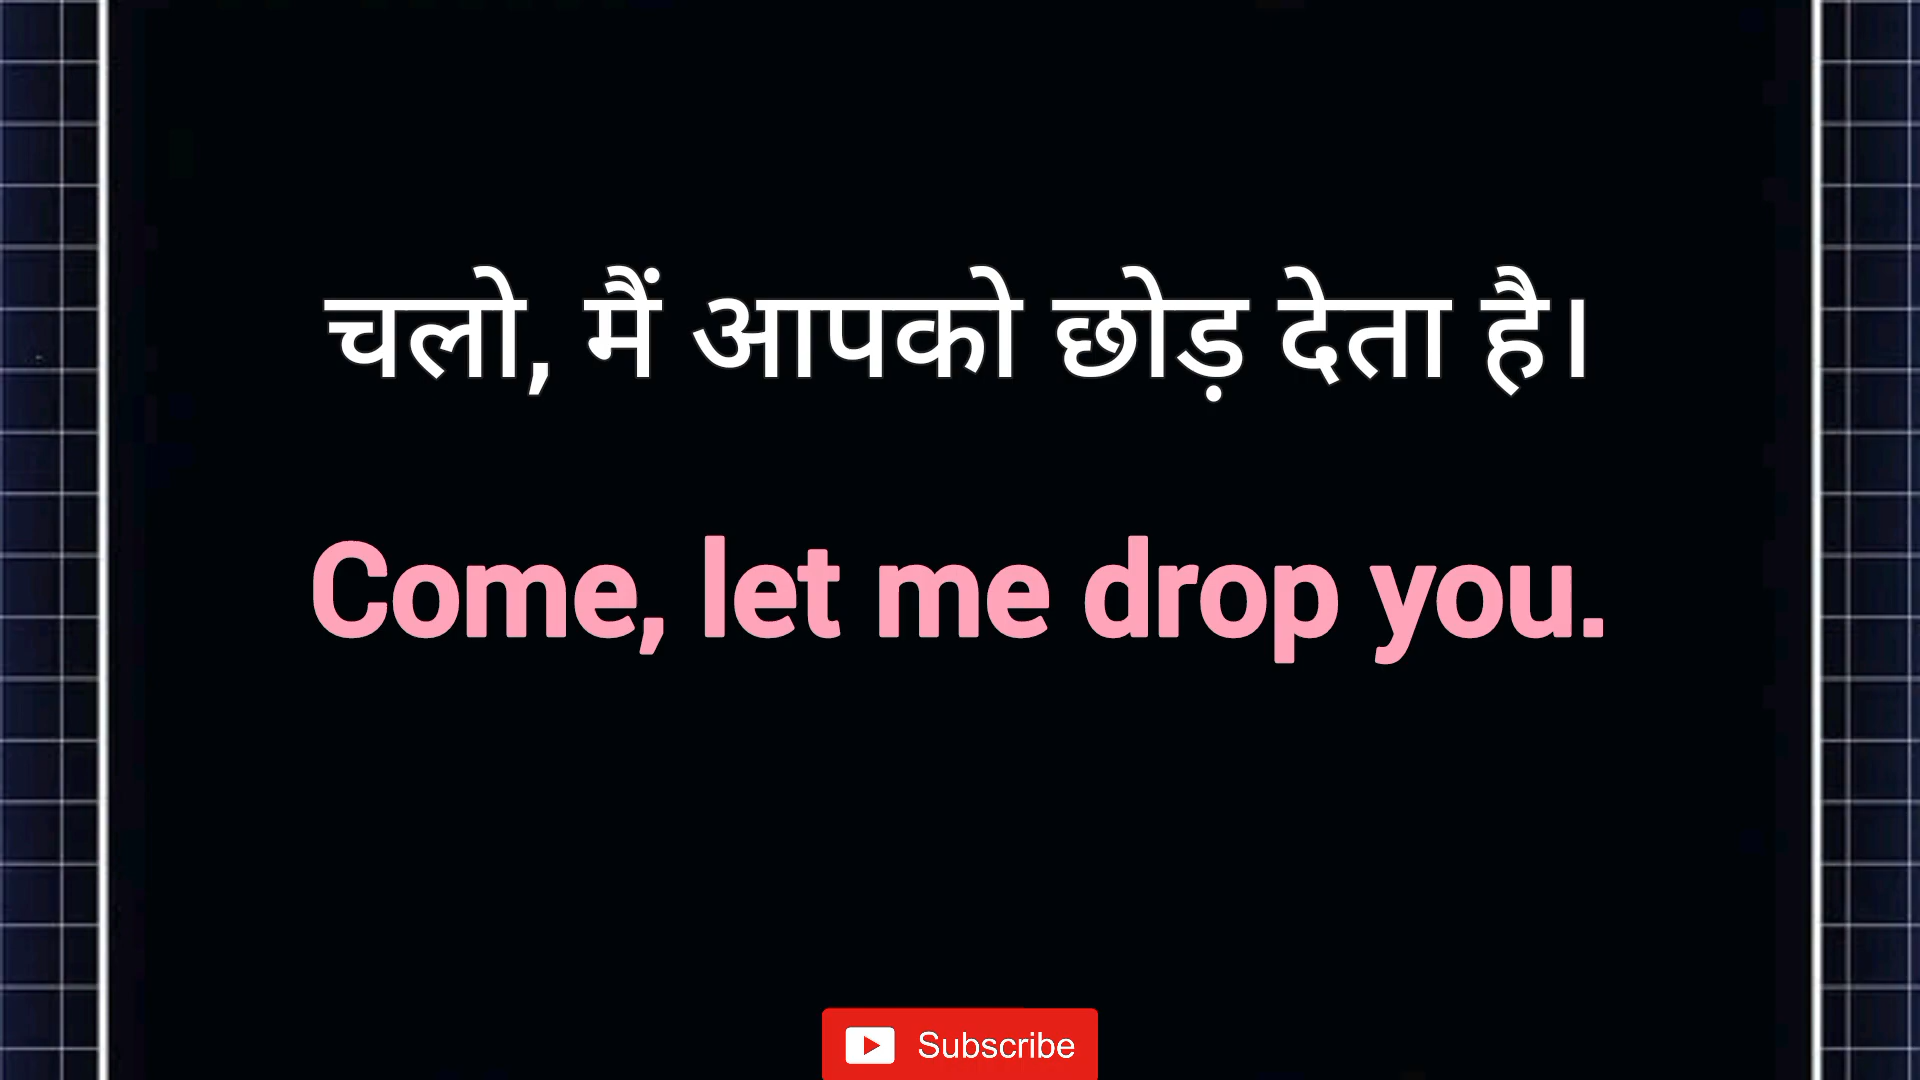 चलो, मैं आपको छोड़ देता है।
Come, let me drop you.
Subscribe